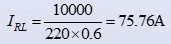 I_RL = 10000 / 220×0.6 = 75.76A